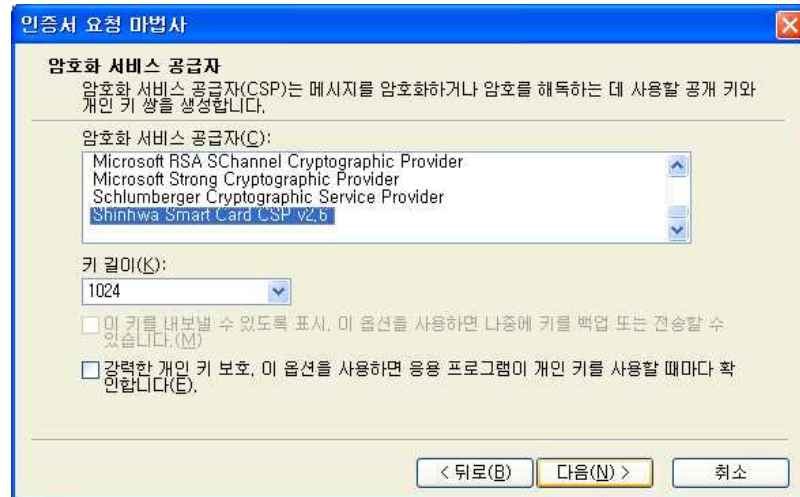 인증서 요청 마법사
암호화 서비스 공급자
암호화 서비스 공급자(CSP)는 메시지를 암호화하거나 암호를 해독하는 데 사용할 공개 키와
개인 키 쌍을 생성합니다.
암호화 서비스 공급자(C):
Microsoft RSA SChannel Cryptographic Provider
Microsoft Strong Cryptographic Provider
Schlumberger Cryptographic Service Provider
Shinhwa Smart Card CSP v2.6
키 길이(K):
1024
이 키를 내보낼 수 있도록 표시. 이 옵션을 사용하면 나중에 키를 백업 또는 전송할 수
있습니다.(M)
강력한 개인 키 보호. 이 옵션을 사용하면 응용 프로그램이 개인 키를 사용할 때마다 확
인합니다(E).
< 뒤로(B) 다음(N) > 취소